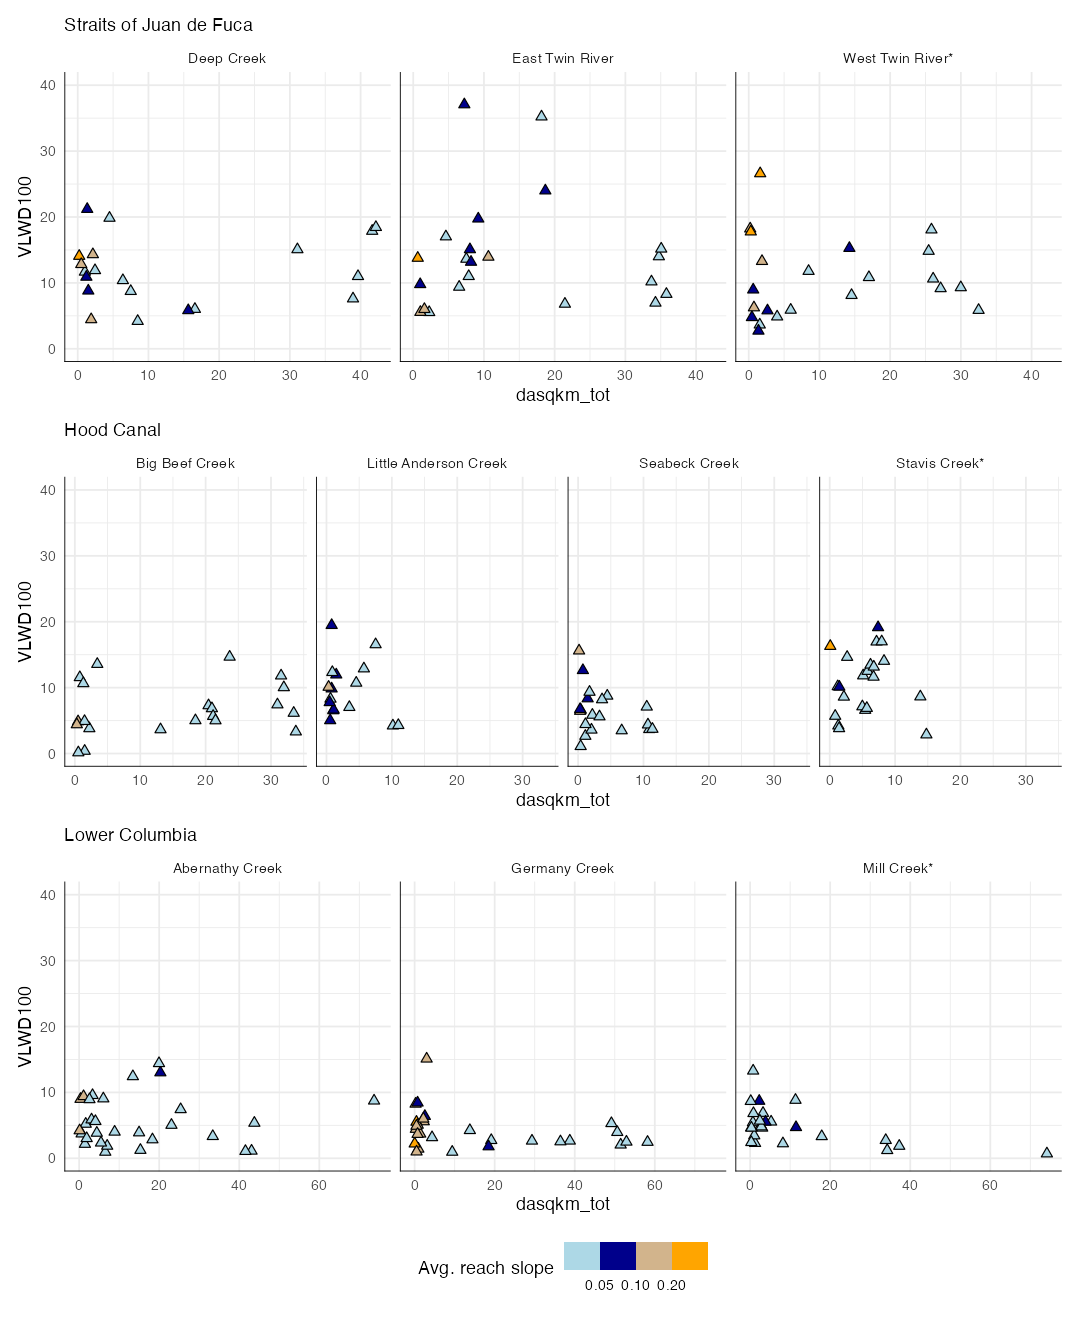 Straits of Juan de Fuca
Deep Creek East Twin River West Twin River*
40
30
20
10
0
VLWD100
0 10 20 30 40 0 10 20 30 40 0 10 20 30 40
dasqkm_tot
Hood Canal
Big Beef Creek Little Anderson Creek Seabeck Creek Stavis Creek*
40
30
20
10
0
VLWD100
0 10 20 30 0 10 20 30 0 10 20 30 0 10 20 30
dasqkm_tot
Lower Columbia
Abernathy Creek Germany Creek Mill Creek*
40
30
20
10
0
VLWD100
0 20 40 60 0 20 40 60 0 20 40 60
dasqkm_tot
Avg. reach slope
0.05 0.10 0.20